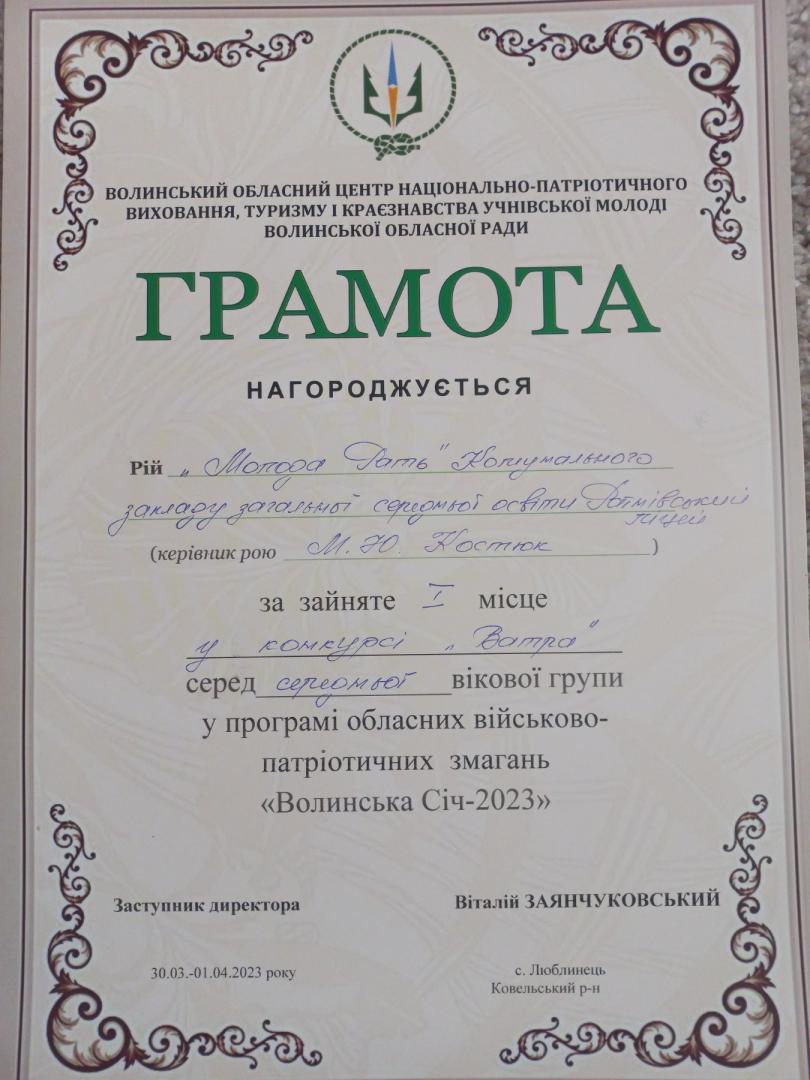 ВОЛИНСЬКИЙ ОБЛАСНИЙ ЦЕНТР НАЦІОНАЛЬНО-ПАТРІОТИЧНОГО
ВИХОВАННЯ, ТУРИЗМУ І КРАЄЗНАВСТВА УЧНІВСЬКОЇ МОЛОДІ
ВОЛИНСЬКОЇ ОБЛАСНОЇ РАДИ
ГРАМОТА
НАГОРОДЖУЄТЬСЯ
Рій „Молода Рать" Комунального
закладу загальної середньої освіти
ліцей
(керівник рою М.Ю. Костюк)
за зайняте I місце
у конкурсі „Ватра"
серед середньої вікової групи
у програмі обласних військово-
патріотичних змагань
«Волинська Січ-2023»
Заступник директора Віталій ЗАЯНЧУКОВСЬКИЙ
30.03.-01.04.2023 року с. Люблинець
Ковельський р-н